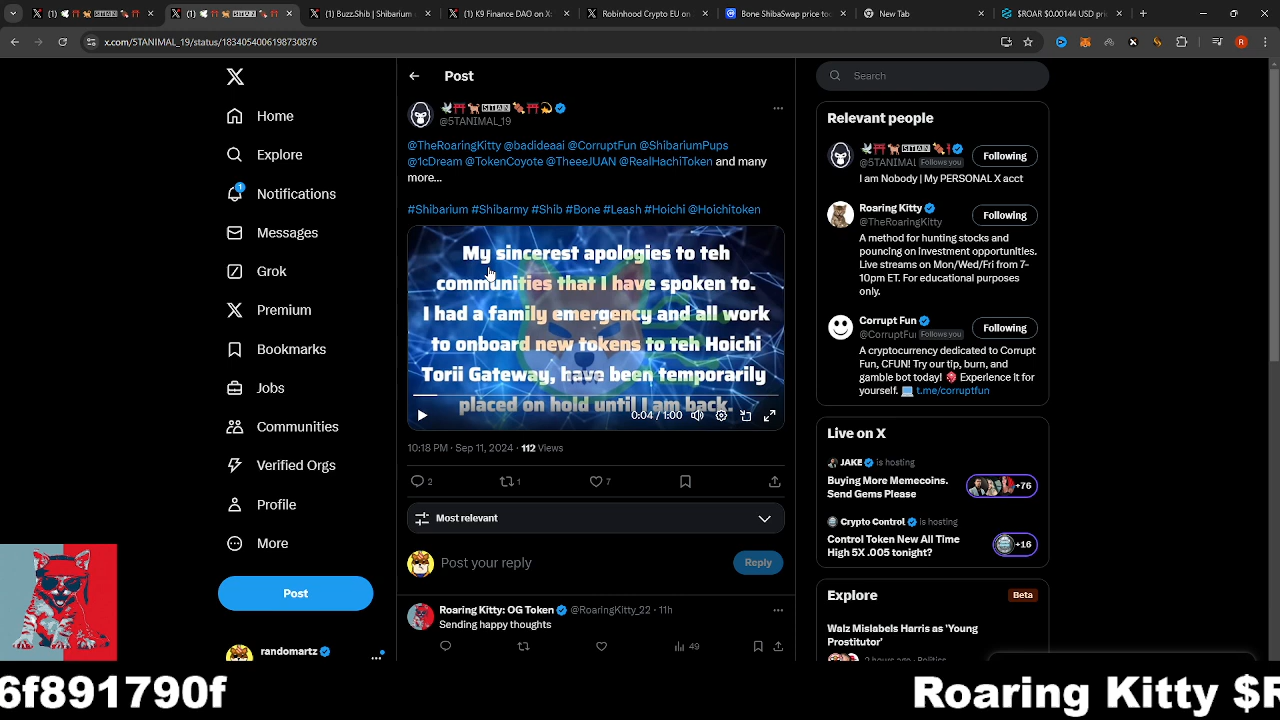 (1)
(1)
Buzz.Shib | Shibarium
(1) K9 Finance DAO on X:
Robinhood Crypto EU on
Bone ShibaSwap price to
New Tab
$ROAR $0.00144 USD pri
x.com/5TANIMAL_19/status/1834054006198730876
R
Home
Explore
1
Notifications
Messages
Grok
Premium
Bookmarks
Jobs
Communities
Verified Orgs
Profile
More
Post
randomartz
Post
@5TANIMAL_19
@TheRoaringKitty @badideaai @CorruptFun @ShibariumPups
@1cDream @TokenCoyote @TheeeJUAN @RealHachiToken and many
more...
#Shibarium #Shibarmy #Shib #Bone #Leash #Hoichi @Hoichitoken
My sincerest apologies to teh
communities that I have spoken to.
I had a family emergency and all work
to onboard new tokens to teh Hoichi
Torii Gateway, have been temporarily
placed on hold until I am back.
0:04 / 1:00
10:18 PM · Sep 11, 2024 · 112 Views
2 1 7
Most relevant
Post your reply
Reply
Roaring Kitty: OG Token @RoaringKitty_22 · 11h
Sending happy thoughts
49
Search
Relevant people
@5TANIMAL Follows you
Following
I am Nobody | My PERSONAL X acct
Roaring Kitty
@TheRoaringKitty
Following
A method for hunting stocks and
pouncing on investment opportunities.
Live streams on Mon/Wed/Fri from 7-
10pm ET. For educational purposes
only.
Corrupt Fun
@CorruptFu Follows you
Following
A cryptocurrency dedicated to Corrupt
Fun, CFUN! Try our tip, burn, and
gamble bot today! Experience It for
yourself. t.me/corruptfun
Live on X
JAKE is hosting
Buying More Memecoins.
Send Gems Please
+76
Crypto Control is hosting
Control Token New All Time
High 5X .005 tonight?
+16
Explore
Beta
Walz Mislabels Harris as 'Young
Prostitutor'
2 hours ago · Politics
6f891790f
Roaring Kitty $R